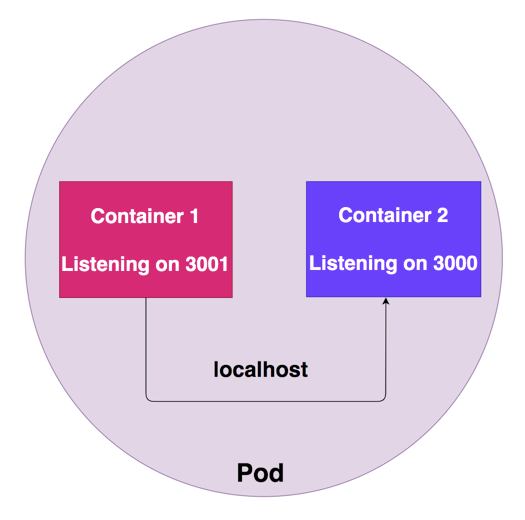 Container 1
Listening on 3001
Container 2
Listening on 3000
localhost
Pod